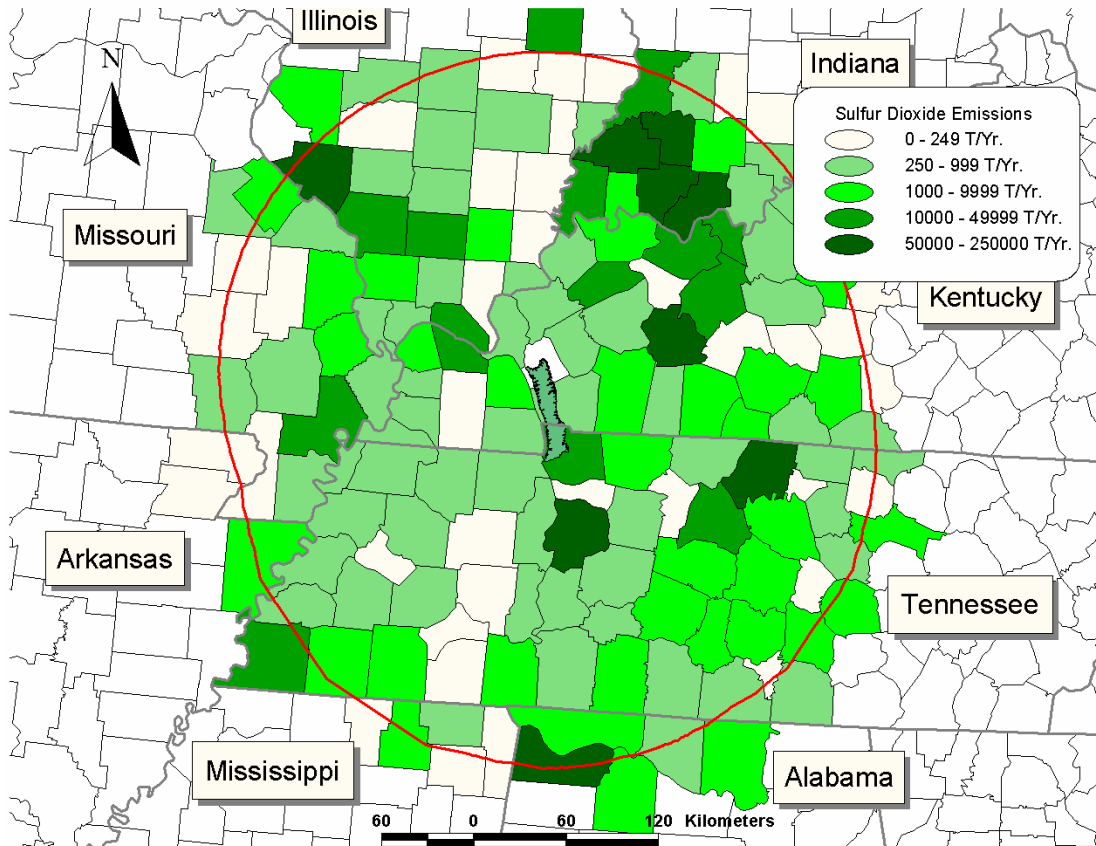 Illinois
N
Indiana
Sulfur Dioxide Emissions
0 - 249 T/Yr.
250 - 999 T/Yr.
1000 - 9999 T/Yr.
10000 - 49999 T/Yr.
50000 - 250000 T/Yr.
Missouri
Kentucky
Arkansas
Tennessee
Mississippi
Alabama
60 0 60 120 Kilometers